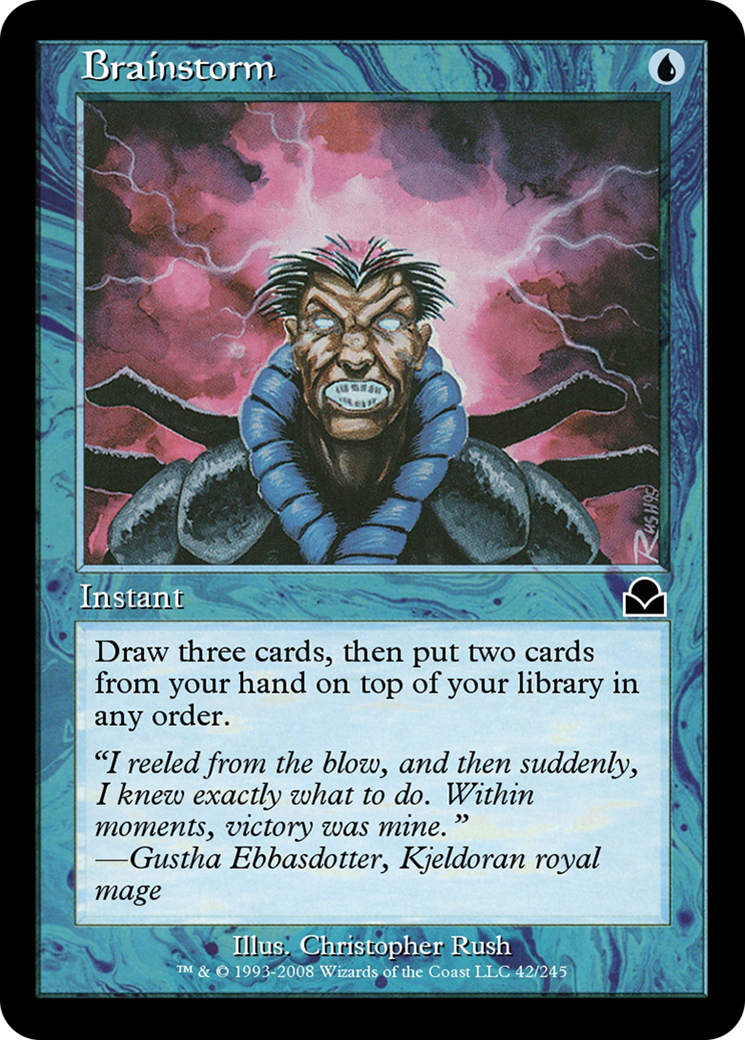 Brainstorm
Rush95
Instant
Draw three cards, then put two cards
from your hand on top of your library in
any order.
“I reeled from the blow, and then suddenly,
I knew exactly what to do. Within
moments, victory was mine.”
—Gustha Ebbasdotter, Kjeldoran royal
mage
Illus. Christopher Rush
™ & © 1993-2008 Wizards of the Coast LLC 42/245